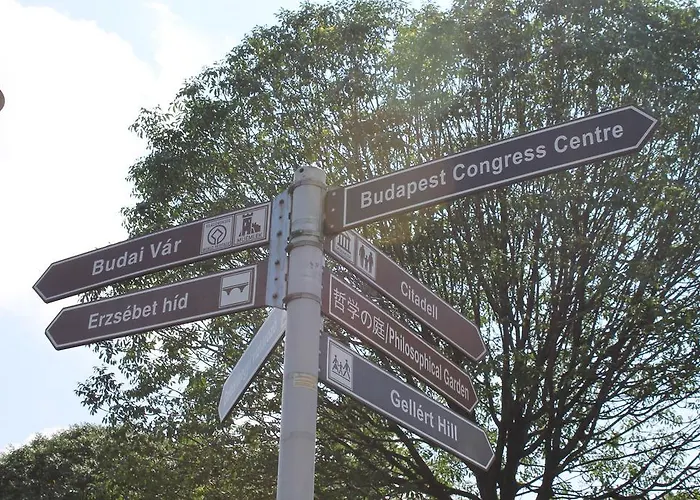 Budapest Congress Centre
Budai Vár
Erzsébet híd
Citadell
哲学の庭/Philosophical Garden
Gellért Hill